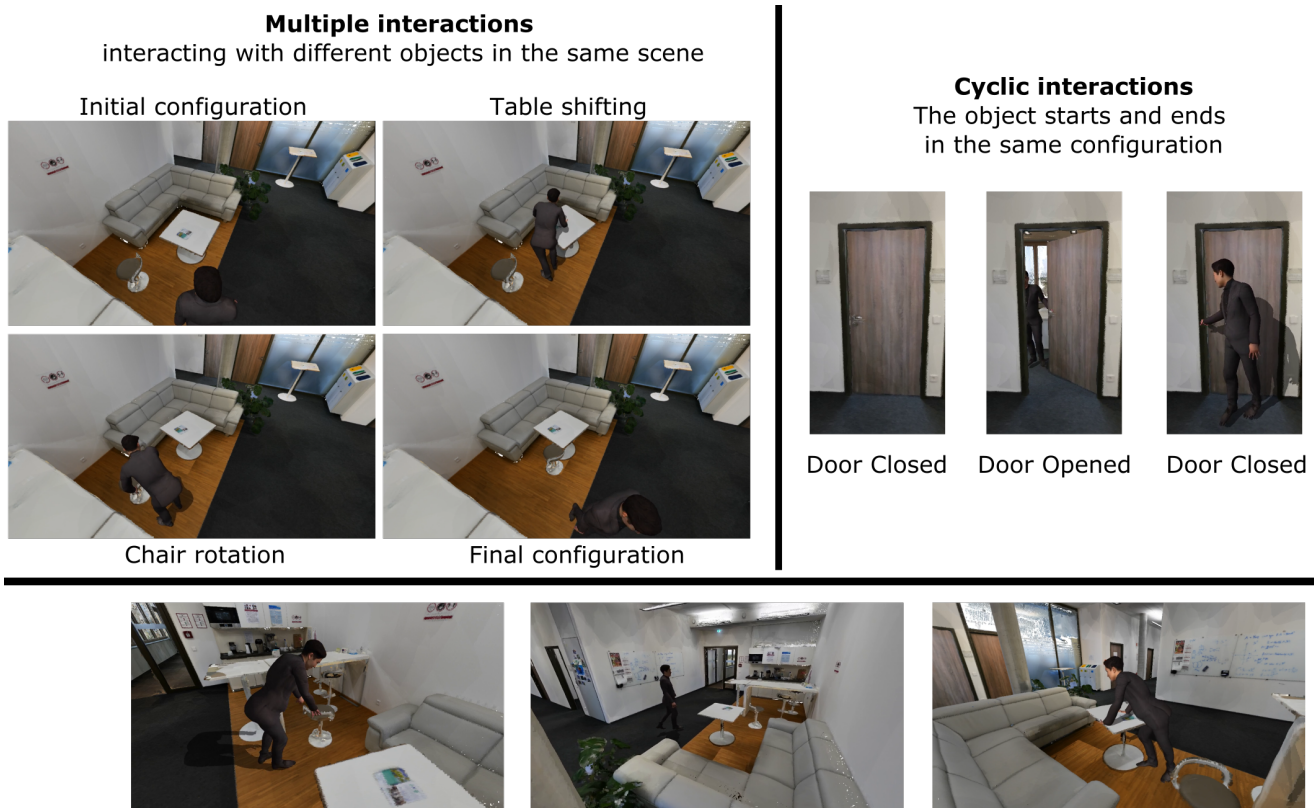 Multiple interactions
interacting with different objects in the same scene
Initial configuration
Table shifting
Chair rotation
Final configuration
Cyclic interactions
The object starts and ends
in the same configuration
Door Closed
Door Opened
Door Closed